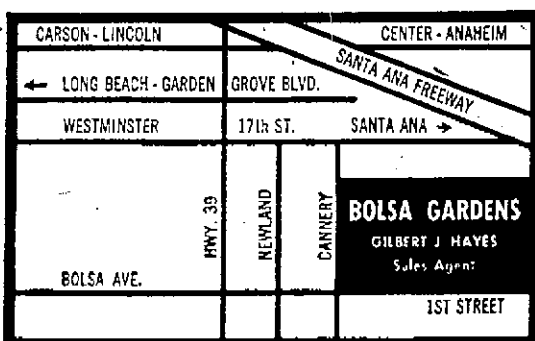 CARSON - LINCOLN
CENTER - ANAHEIM
SANTA ANA FREEWAY
← LONG BEACH - GARDEN GROVE BLVD.
WESTMINSTER 17th ST. SANTA ANA →
HWY. 39
NEWLAND
CANNERY
BOLSA GARDENS
GILBERT J HAYES
Sales Agent
BOLSA AVE.
1ST STREET